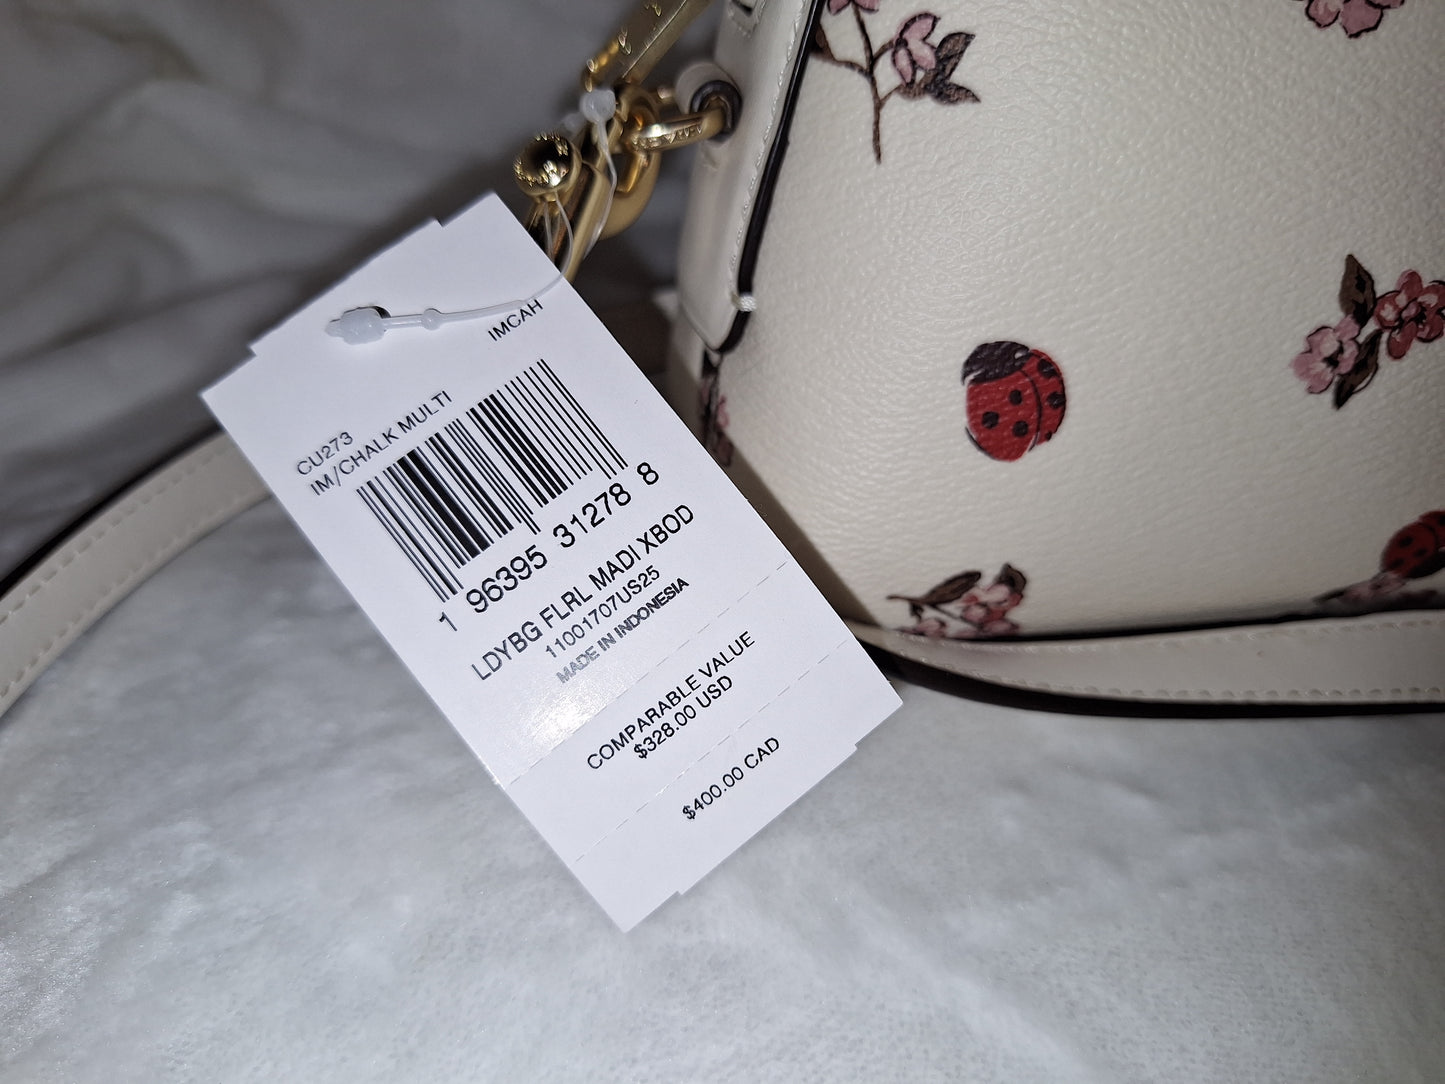 IMCAH
CU273
IM/CHALK MULTI
1 96395 31278 8
LDYBG FLRL MADI XBOD
11001707US25
MADE IN INDONESIA
COMPARABLE VALUE
$328.00 USD
$400.00 CAD